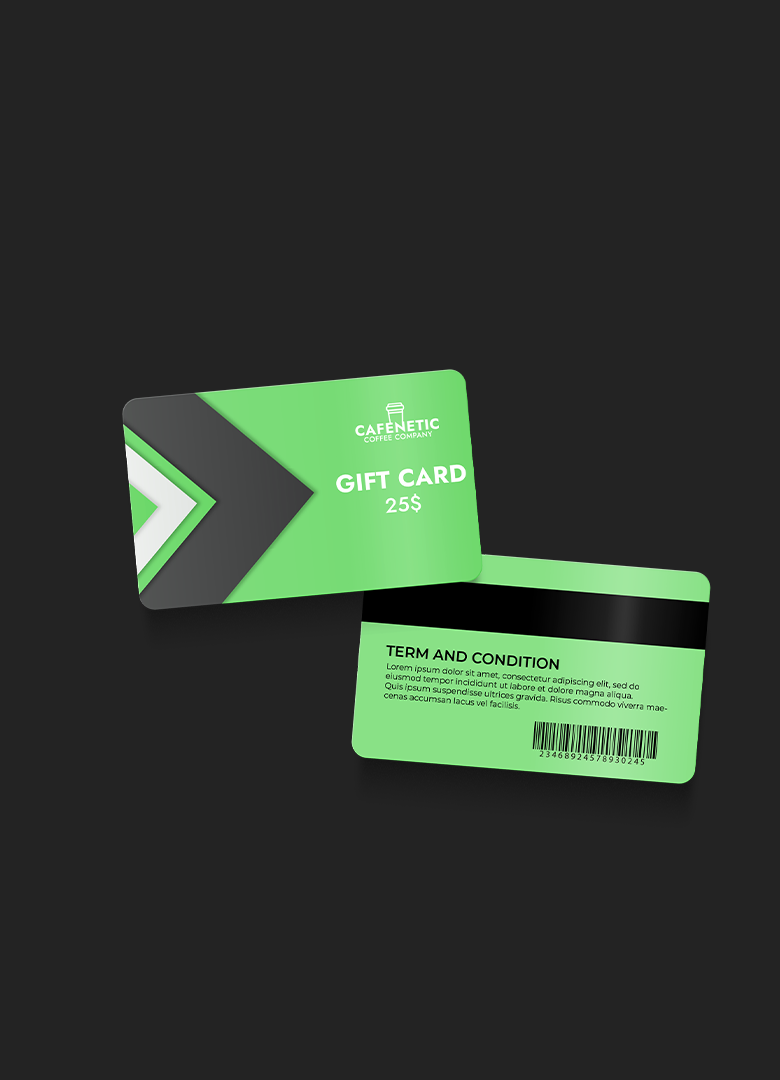 CAFENETIC
COFFEE COMPANY
GIFT CARD
25$
TERM AND CONDITION
Lorem ipsum dolor sit amet, consectetur adipiscing elit, sed do
eiusmod tempor incididunt ut labore et dolore magna aliqua.
Quis ipsum suspendisse ultrices gravida. Risus commodo viverra mae-
cenas accumsan lacus vel facilisis.
23468924578930245